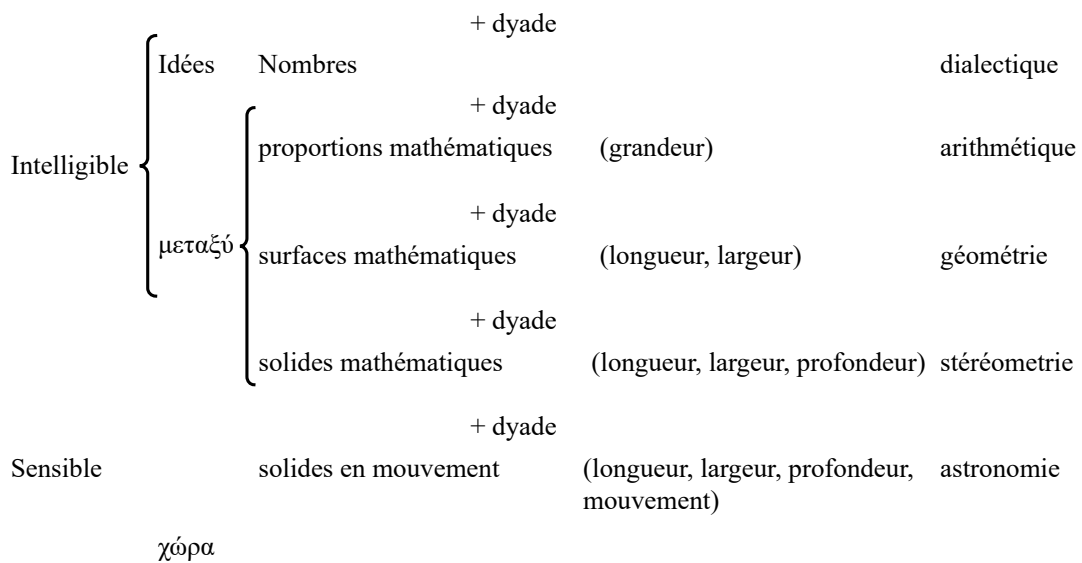 + dyade
Idées Nombres dialectique
+ dyade
proportions mathématiques (grandeur) arithmétique
Intelligible
+ dyade
μεταξύ
surfaces mathématiques (longueur, largeur) géométrie
+ dyade
solides mathématiques (longueur, largeur, profondeur) stéréometrie
+ dyade
Sensible solides en mouvement (longueur, largeur, profondeur, astronomie
mouvement)
χώρα